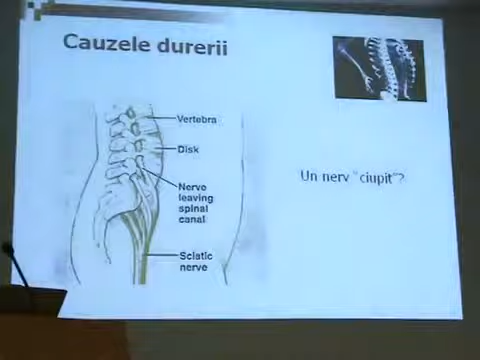 Cauzele durerii
Vertebra
Disk
Nerve
leaving
spinal
canal
Sciatic
nerve
Un nerv "ciupit"?